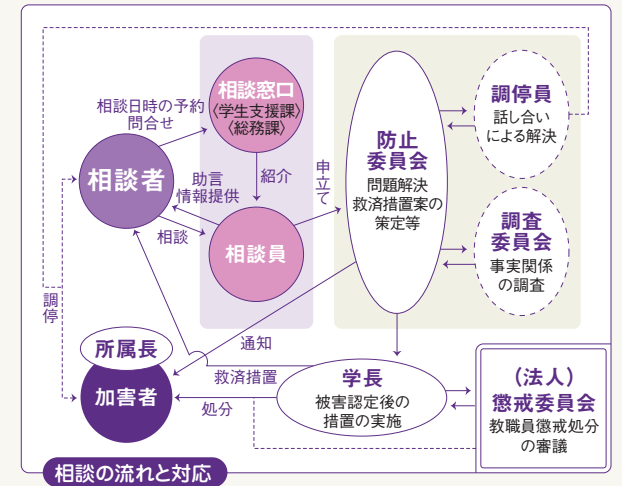 相談日時の予約
問合せ
相談窓口
〈学生支援課〉
〈総務課〉
相談者
助言
情報提供
紹介
相談
相談員
申立て
防止
委員会
問題解決
救済措置案の
策定等
調停員
話し合い
による解決
調査
委員会
事実関係
の調査
調停
通知
所属長
加害者
救済措置
処分
学長
被害認定後の
措置の実施
（法人）
懲戒委員会
教職員懲戒処分
の審議
相談の流れと対応